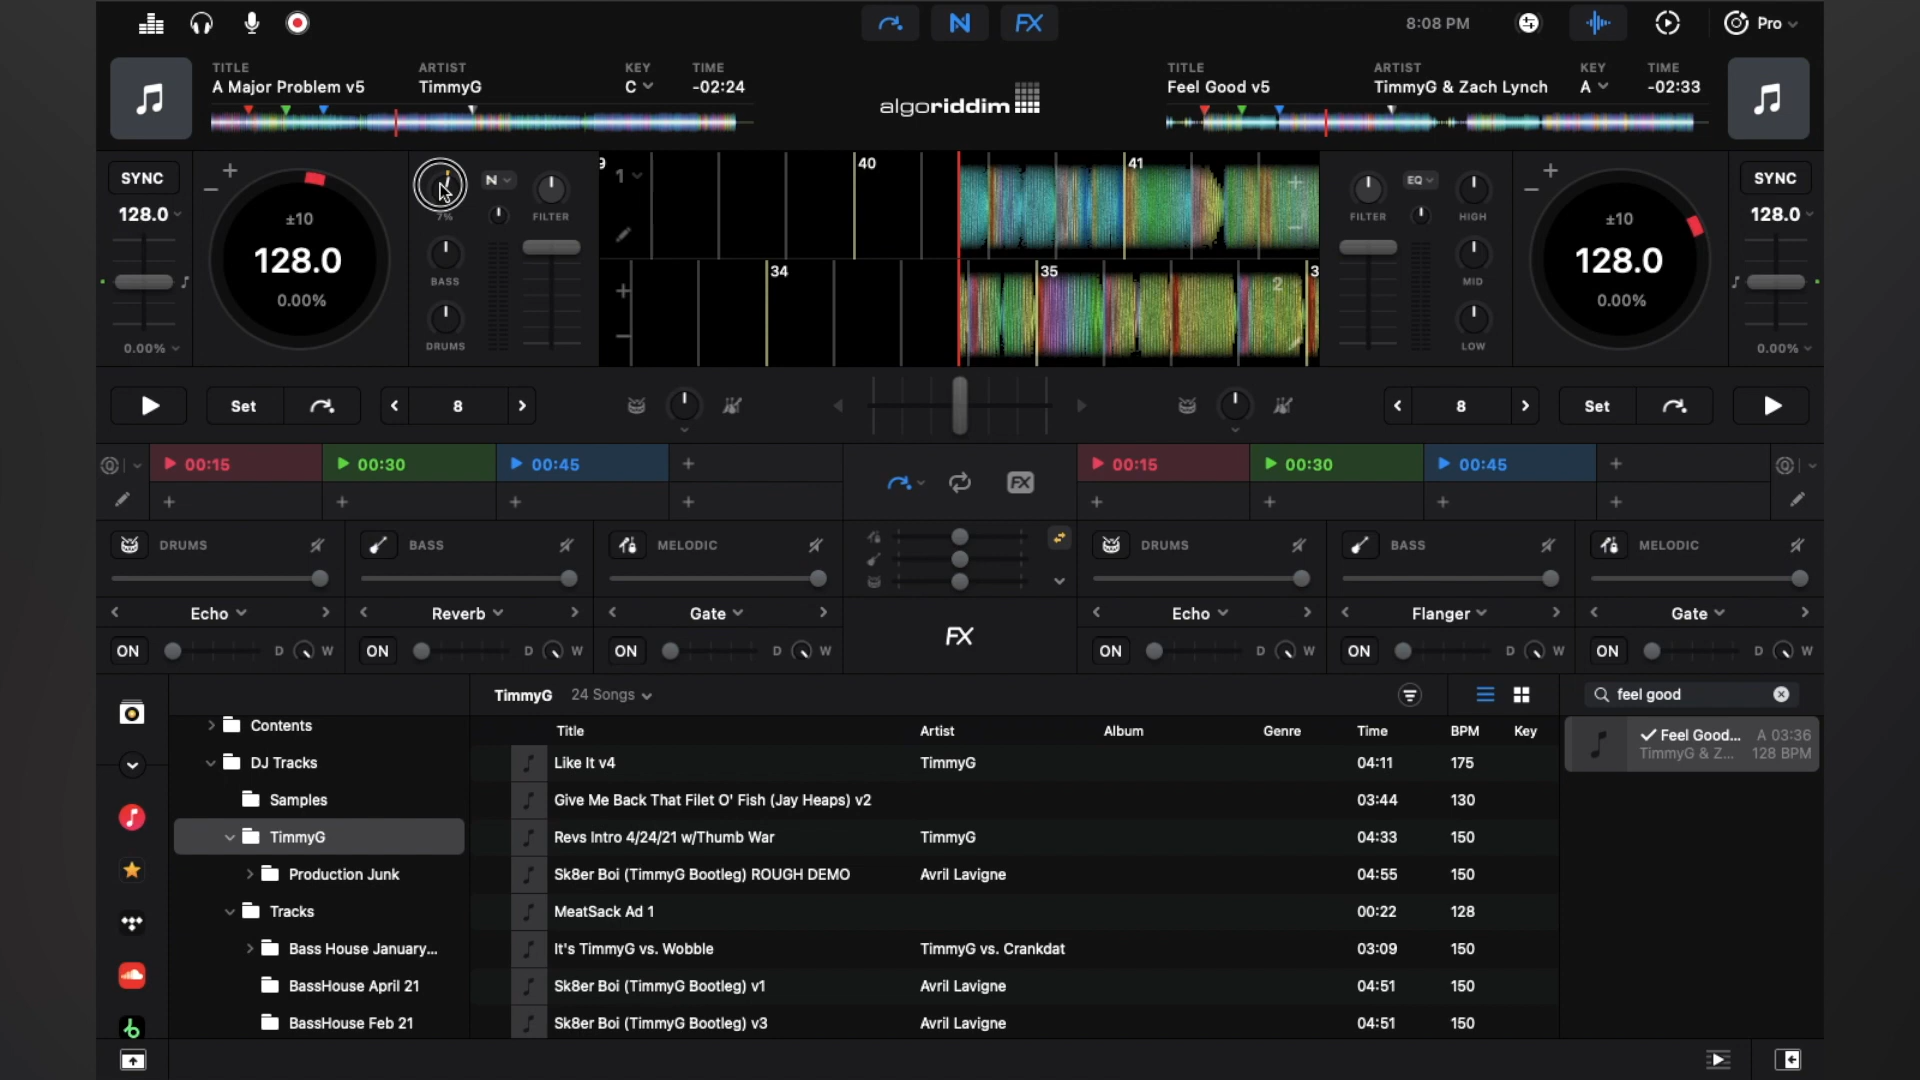 FX
8:08 PM
Pro
TITLE
A Major Problem v5
ARTIST
TimmyG
KEY
C
TIME
-02:24
algoriddim
TITLE
Feel Good v5
ARTIST
TimmyG & Zach Lynch
KEY
A
TIME
-02:33
SYNC
128.0
0.00%
±10
128.0
0.00%
7%
N
FILTER
BASS
DRUMS
9
1
40
41
34
35
2
3
FILTER
EQ
HIGH
MID
LOW
±10
128.0
0.00%
SYNC
128.0
0.00%
Set
8
8
Set
00:15
00:30
00:45
FX
00:15
00:30
00:45
DRUMS
BASS
MELODIC
DRUMS
BASS
MELODIC
Echo
Reverb
Gate
FX
Echo
Flanger
Gate
ON D W
ON D W
ON D W
ON D W
ON D W
ON D W
Contents
DJ Tracks
Samples
TimmyG
Production Junk
Tracks
Bass House January...
BassHouse April 21
BassHouse Feb 21
TimmyG 24 Songs
Title Artist Album Genre Time BPM Key
Like It v4 TimmyG 04:11 175
Give Me Back That Filet O' Fish (Jay Heaps) v2 03:44 130
Revs Intro 4/24/21 w/Thumb War TimmyG 04:33 150
Sk8er Boi (TimmyG Bootleg) ROUGH DEMO Avril Lavigne 04:55 150
MeatSack Ad 1 00:22 128
It's TimmyG vs. Wobble TimmyG vs. Crankdat 03:09 150
Sk8er Boi (TimmyG Bootleg) v1 Avril Lavigne 04:51 150
Sk8er Boi (TimmyG Bootleg) v3 Avril Lavigne 04:51 150
feel good
Feel Good... A 03:36
TimmyG & Z... 128 BPM